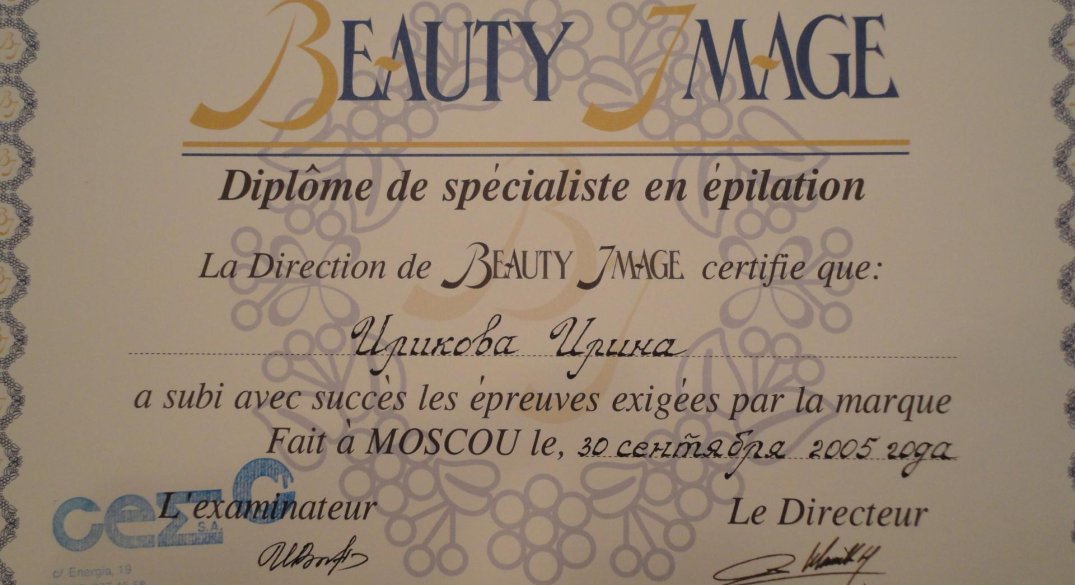 BEAUTY IMAGE
Diplôme de spécialiste en épilation
La Direction de BEAUTY IMAGE certifie que:
Ирикова Ирина
a subi avec succès les épreuves exigées par la marque
Fait à MOSCOU le, 30 сентября 2005 года
L'examinateur
Le Directeur
S.A.
c/ Energia, 19